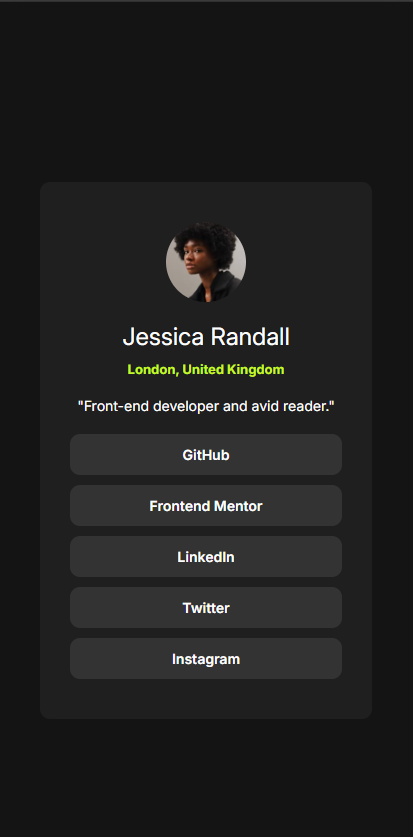 Jessica Randall
London, United Kingdom
"Front-end developer and avid reader."
GitHub
Frontend Mentor
LinkedIn
Twitter
Instagram